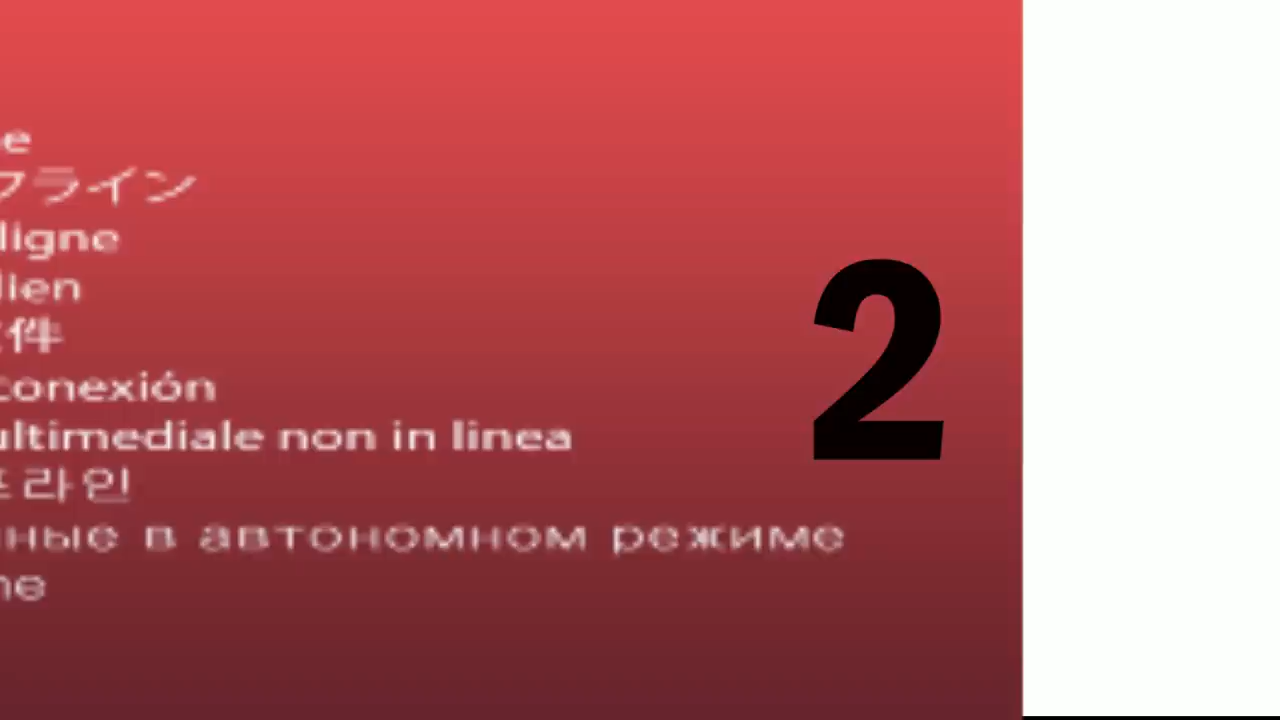 e
フライン
ligne
lien
件
conexión
ultimediale non in linea
프라인
нные в автономном режиме
ne
2